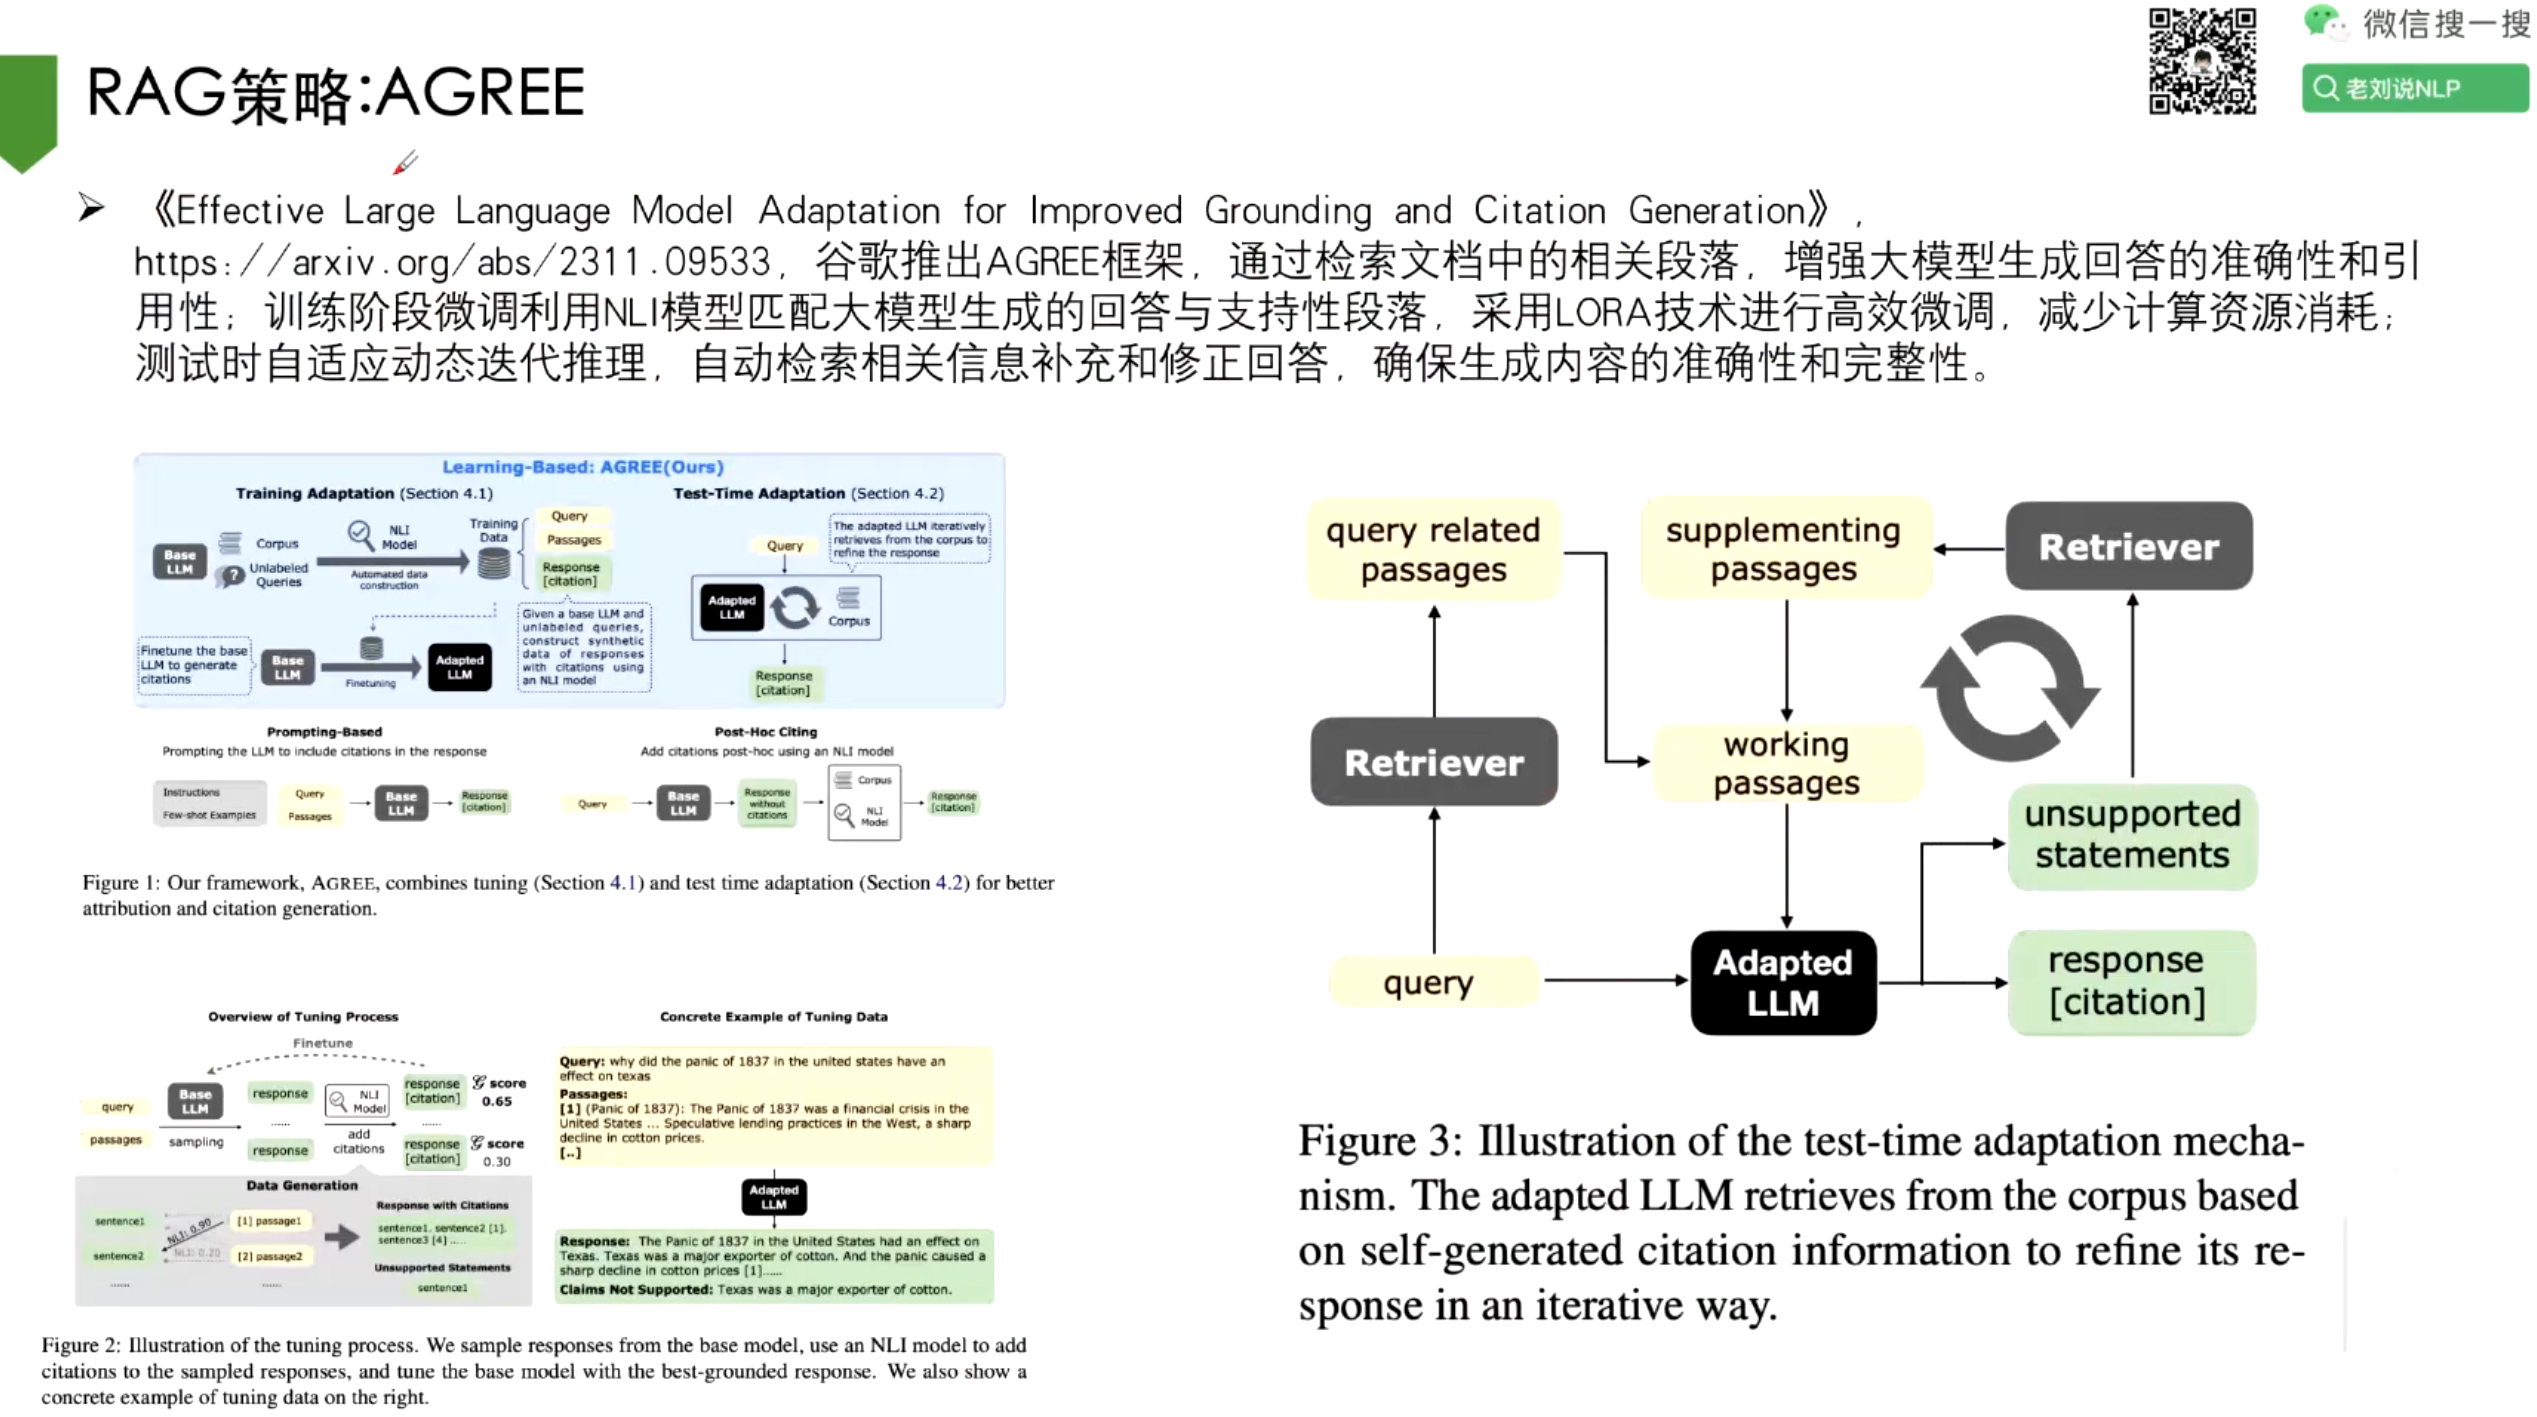 微信搜一搜
老刘说NLP
RAG策略:AGREE
➢ 《Effective Large Language Model Adaptation for Improved Grounding and Citation Generation》,
https://arxiv.org/abs/2311.09533, 谷歌推出AGREE框架, 通过检索文档中的相关段落, 增强大模型生成回答的准确性和引
用性; 训练阶段微调利用NLI模型匹配大模型生成的回答与支持性段落, 采用LORA技术进行高效微调, 减少计算资源消耗;
测试时自适应动态迭代推理, 自动检索相关信息补充和修正回答, 确保生成内容的准确性和完整性。
Learning-Based: AGREE(Ours)
Training Adaptation (Section 4.1)
Base
LLM
Corpus
? Unlabeled
Queries
NLI
Model
Automated data
construction
Training
Data
Query
Passages
Response
[citation]
Finetune the base
LLM to generate
citations
Base
LLM
Finetuning
Adapted
LLM
Given a base LLM and
unlabeled queries,
construct synthetic
data of responses
with citations using
an NLI model
Test-Time Adaptation (Section 4.2)
Query
The adapted LLM iteratively
retrieves from the corpus to
refine the response
Adapted
LLM
Corpus
Response
[citation]
Prompting-Based
Prompting the LLM to include citations in the response
Instructions
Few-shot Examples
Query
Passages
Base
LLM
Response
[citation]
Post-Hoc Citing
Add citations post-hoc using an NLI model
Query
Base
LLM
Response
without
citations
Corpus
NLI
Model
Response
[citation]
Figure 1: Our framework, AGREE, combines tuning (Section 4.1) and test time adaptation (Section 4.2) for better
attribution and citation generation.
Overview of Tuning Process
Finetune
query
passages
Base
LLM
sampling
response
......
response
NLI
Model
add
citations
response
[citation]
𝒢 score
0.65
......
response
[citation]
𝒢 score
0.30
Data Generation
sentence1
sentence2
......
NLI: 0.90
NLI: 0.20
[1] passage1
[2] passage2
......
Response with Citations
sentence1. sentence2 [1].
sentence3 [4] .....
Unsupported Statements
sentence1
Concrete Example of Tuning Data
Query: why did the panic of 1837 in the united states have an
effect on texas
Passages:
[1] (Panic of 1837): The Panic of 1837 was a financial crisis in the
United States ... Speculative lending practices in the West, a sharp
decline in cotton prices.
[..]
Adapted
LLM
Response: The Panic of 1837 in the United States had an effect on
Texas. Texas was a major exporter of cotton. And the panic caused a
sharp decline in cotton prices [1]......
Claims Not Supported: Texas was a major exporter of cotton.
Figure 2: Illustration of the tuning process. We sample responses from the base model, use an NLI model to add
citations to the sampled responses, and tune the base model with the best-grounded response. We also show a
concrete example of tuning data on the right.
query related
passages
supplementing
passages
Retriever
Retriever
working
passages
unsupported
statements
query
Adapted
LLM
response
[citation]
Figure 3: Illustration of the test-time adaptation mecha-
nism. The adapted LLM retrieves from the corpus based
on self-generated citation information to refine its re-
sponse in an iterative way.